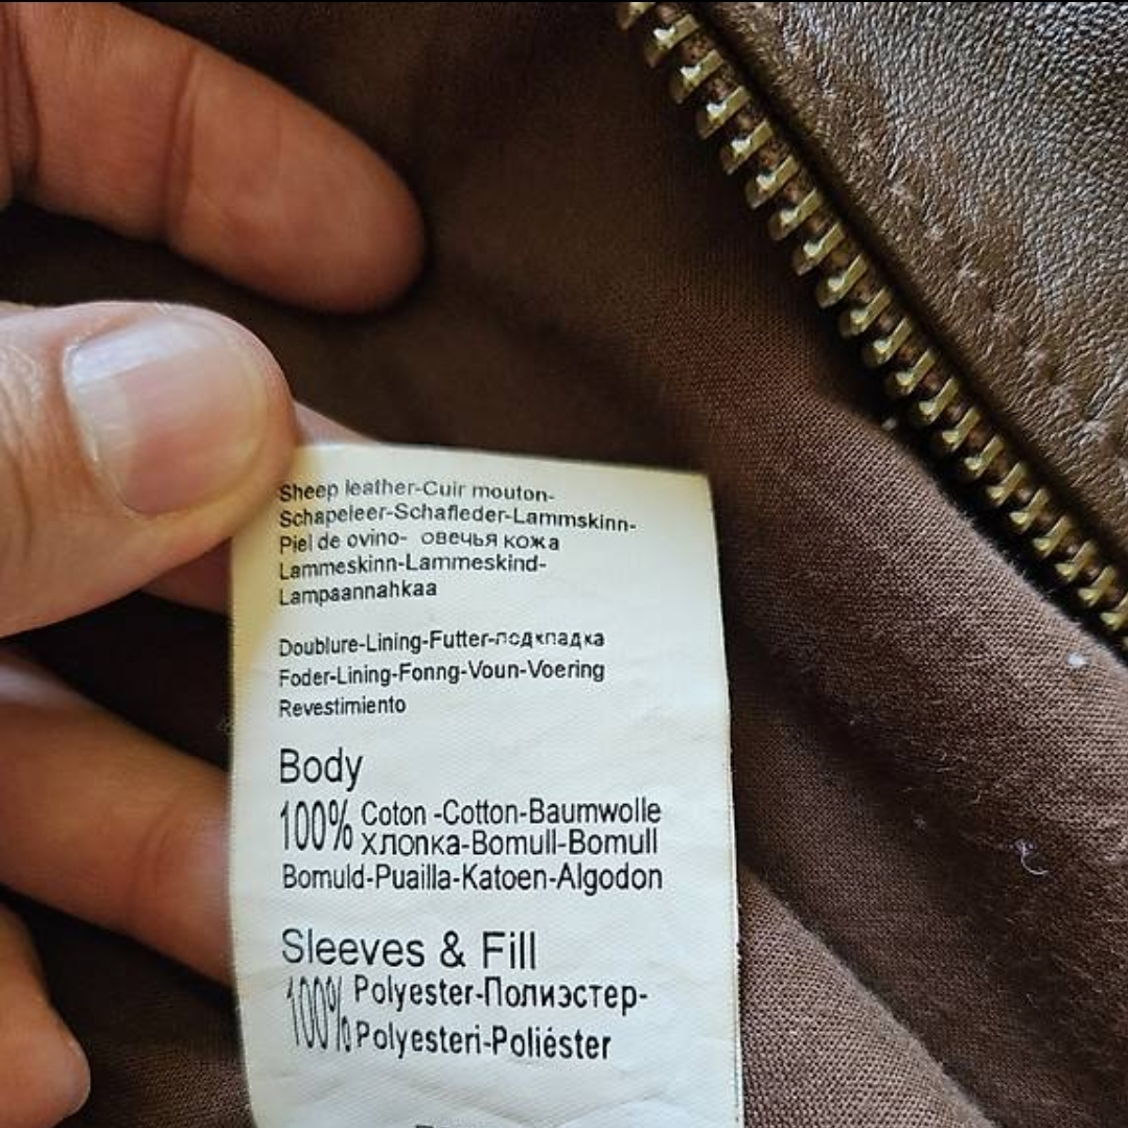 Sheep leather-Cuir mouton-
Schapeleer-Schafleder-Lammskinn-
Piel de ovino- овечья кожа
Lammeskinn-Lammeskind-
Lampaannahkaa
Doublure-Lining-Futter-подкладка
Foder-Lining-Fonng-Voun-Voering
Revestimiento
Body
100% Coton -Cotton-Baumwolle
хлопка-Bomull-Bomull
Bomuld-Puailla-Katoen-Algodon
Sleeves & Fill
100% Polyester-Полиэстер-
100% Polyesteri-Poliéster